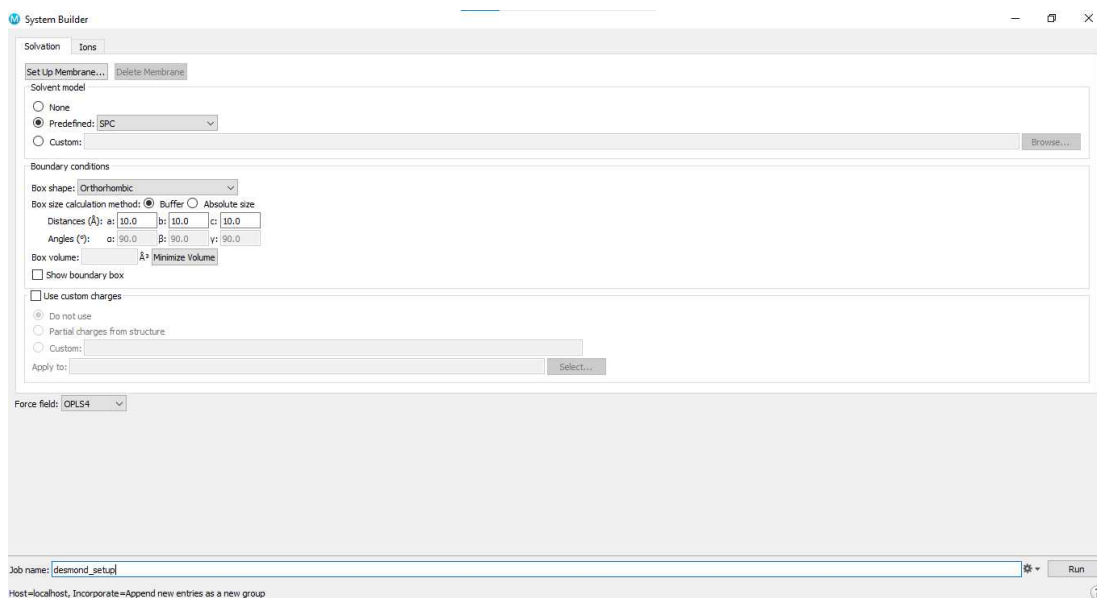 System Builder
Solvation Ions
Set Up Membrane... Delete Membrane
Solvent model
None
Predefined: SPC
Custom: Browse...
Boundary conditions
Box shape: Orthorhombic
Box size calculation method: Buffer Absolute size
Distances (Å): a: 10.0 b: 10.0 c: 10.0
Angles (°): α: 90.0 β: 90.0 γ: 90.0
Box volume: Å³ Minimize Volume
Show boundary box
Use custom charges
Do not use
Partial charges from structure
Custom:
Apply to: Select...
Force field: OPLS4
Job name: desmond_setup Run
Host=localhost, Incorporate=Append new entries as a new group ?